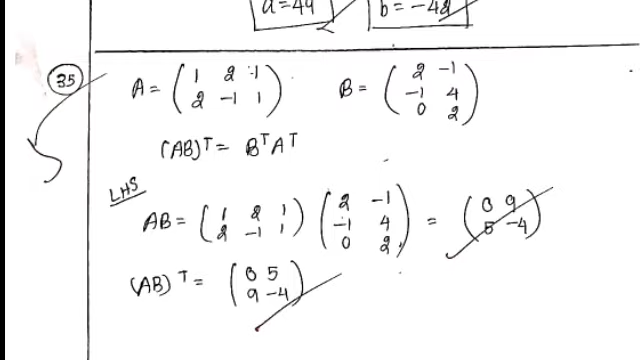 a=44 b=-42
35 A = ( 1 2 1 / 2 -1 1 ) B = ( 2 -1 / -1 4 / 0 2 )
(AB)ᵀ = BᵀAᵀ
LHS
AB = ( 1 2 1 / 2 -1 1 ) ( 2 -1 / -1 4 / 0 2 ) = ( 0 9 / 5 -4 )
(AB)ᵀ = ( 0 5 / 9 -4 )